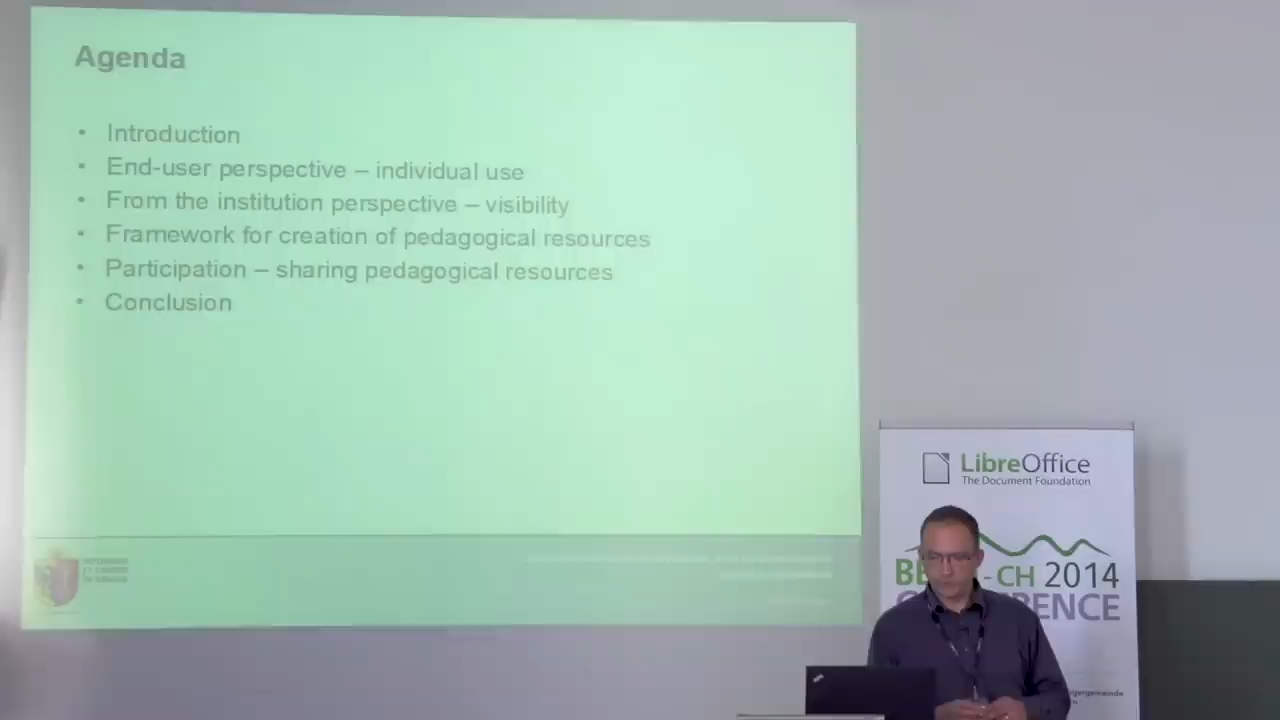 Agenda
• Introduction
• End-user perspective – individual use
• From the institution perspective – visibility
• Framework for creation of pedagogical resources
• Participation – sharing pedagogical resources
• Conclusion
LibreOffice
The Document Foundation
- CH 2014